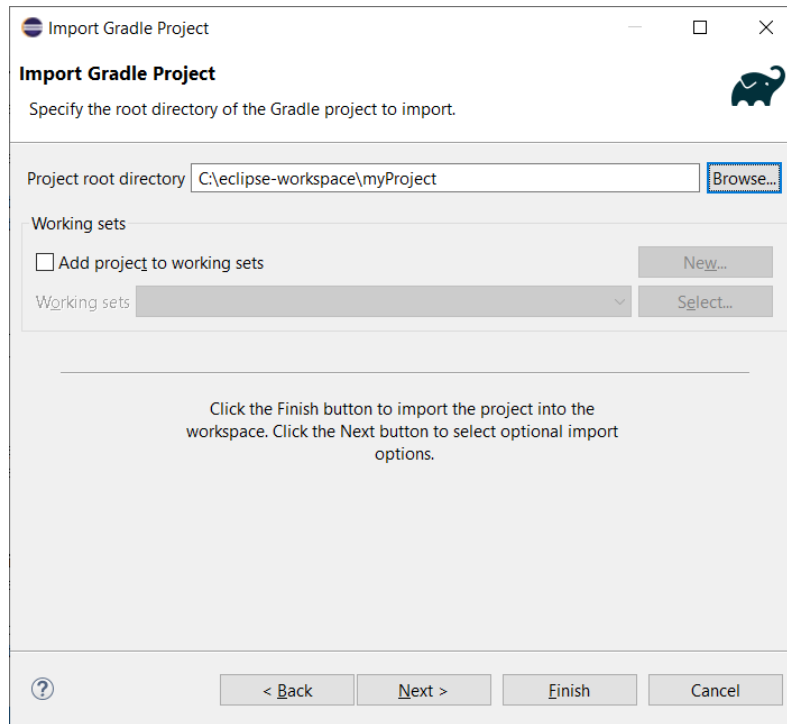 Import Gradle Project
Import Gradle Project
Specify the root directory of the Gradle project to import.
Project root directory C:\eclipse-workspace\myProject Browse...
Working sets
Add project to working sets New...
Working sets Select...
Click the Finish button to import the project into the
workspace. Click the Next button to select optional import
options.
? < Back Next > Finish Cancel